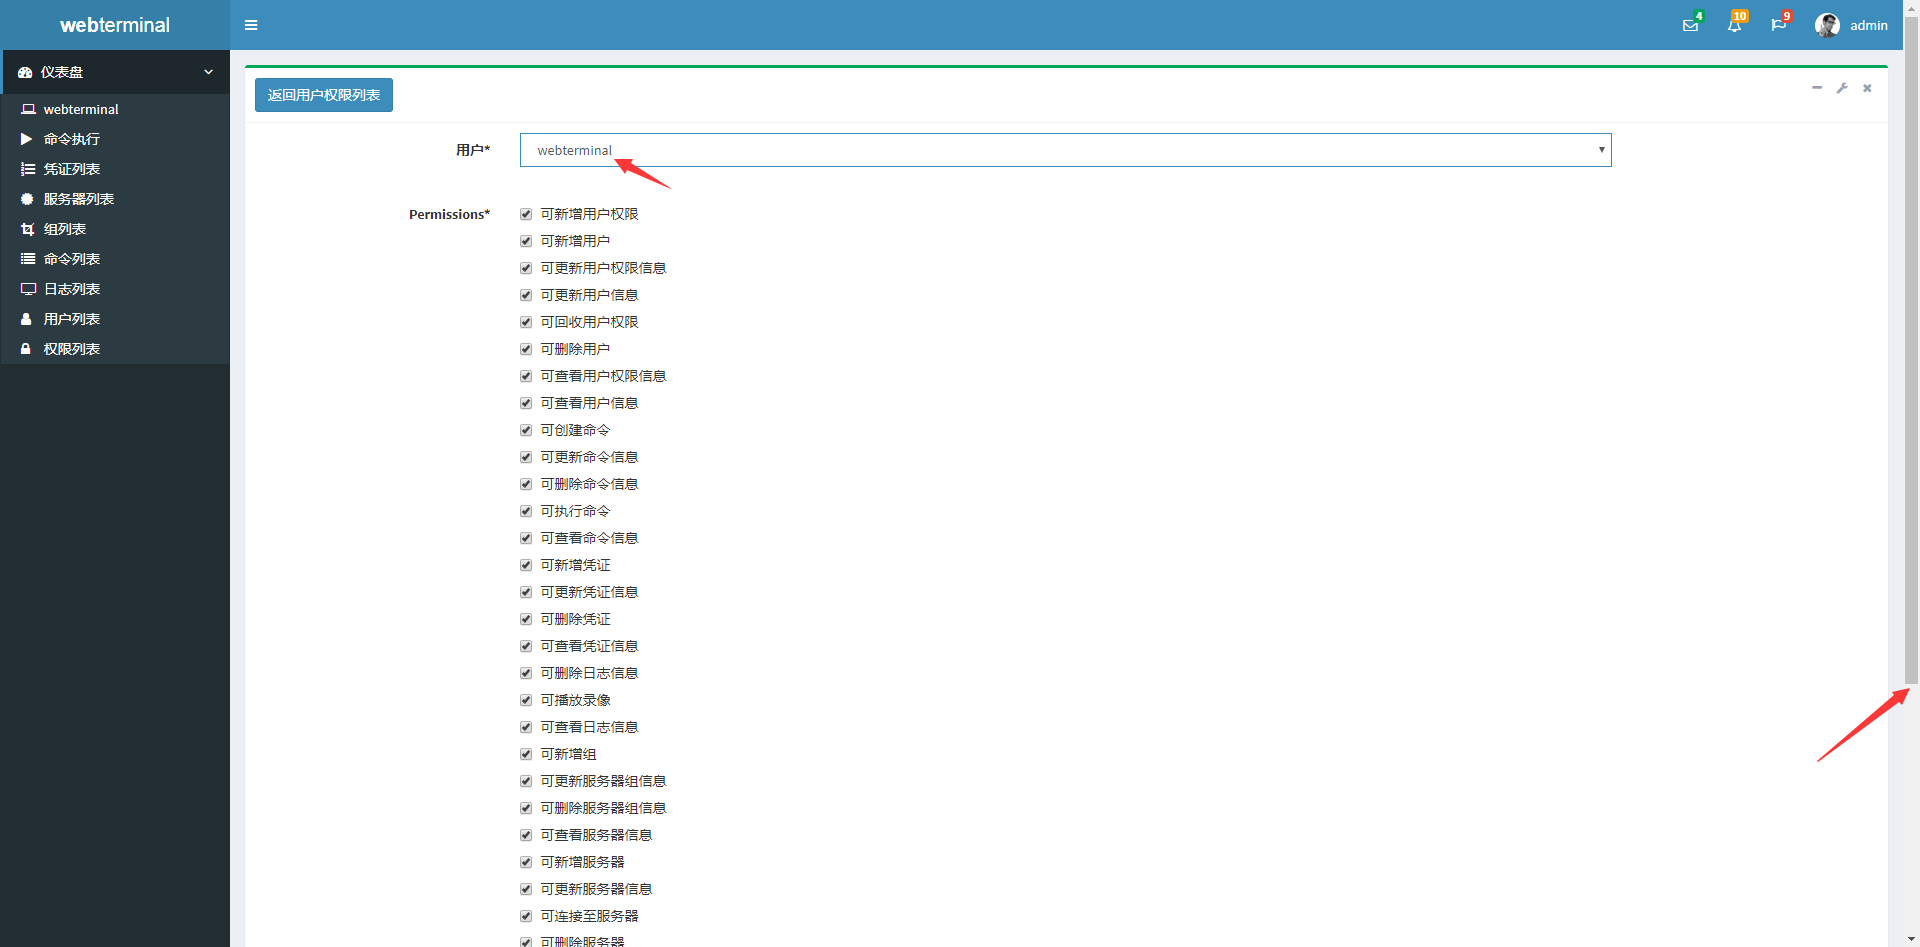 webterminal
4
10
9
admin
仪表盘
webterminal
命令执行
凭证列表
服务器列表
组列表
命令列表
日志列表
用户列表
权限列表
返回用户权限列表
用户*
webterminal
Permissions*
可新增用户权限
可新增用户
可更新用户权限信息
可更新用户信息
可回收用户权限
可删除用户
可查看用户权限信息
可查看用户信息
可创建命令
可更新命令信息
可删除命令信息
可执行命令
可查看命令信息
可新增凭证
可更新凭证信息
可删除凭证
可查看凭证信息
可删除日志信息
可播放录像
可查看日志信息
可新增组
可更新服务器组信息
可删除服务器组信息
可查看服务器信息
可新增服务器
可更新服务器信息
可连接至服务器
可删除服务器